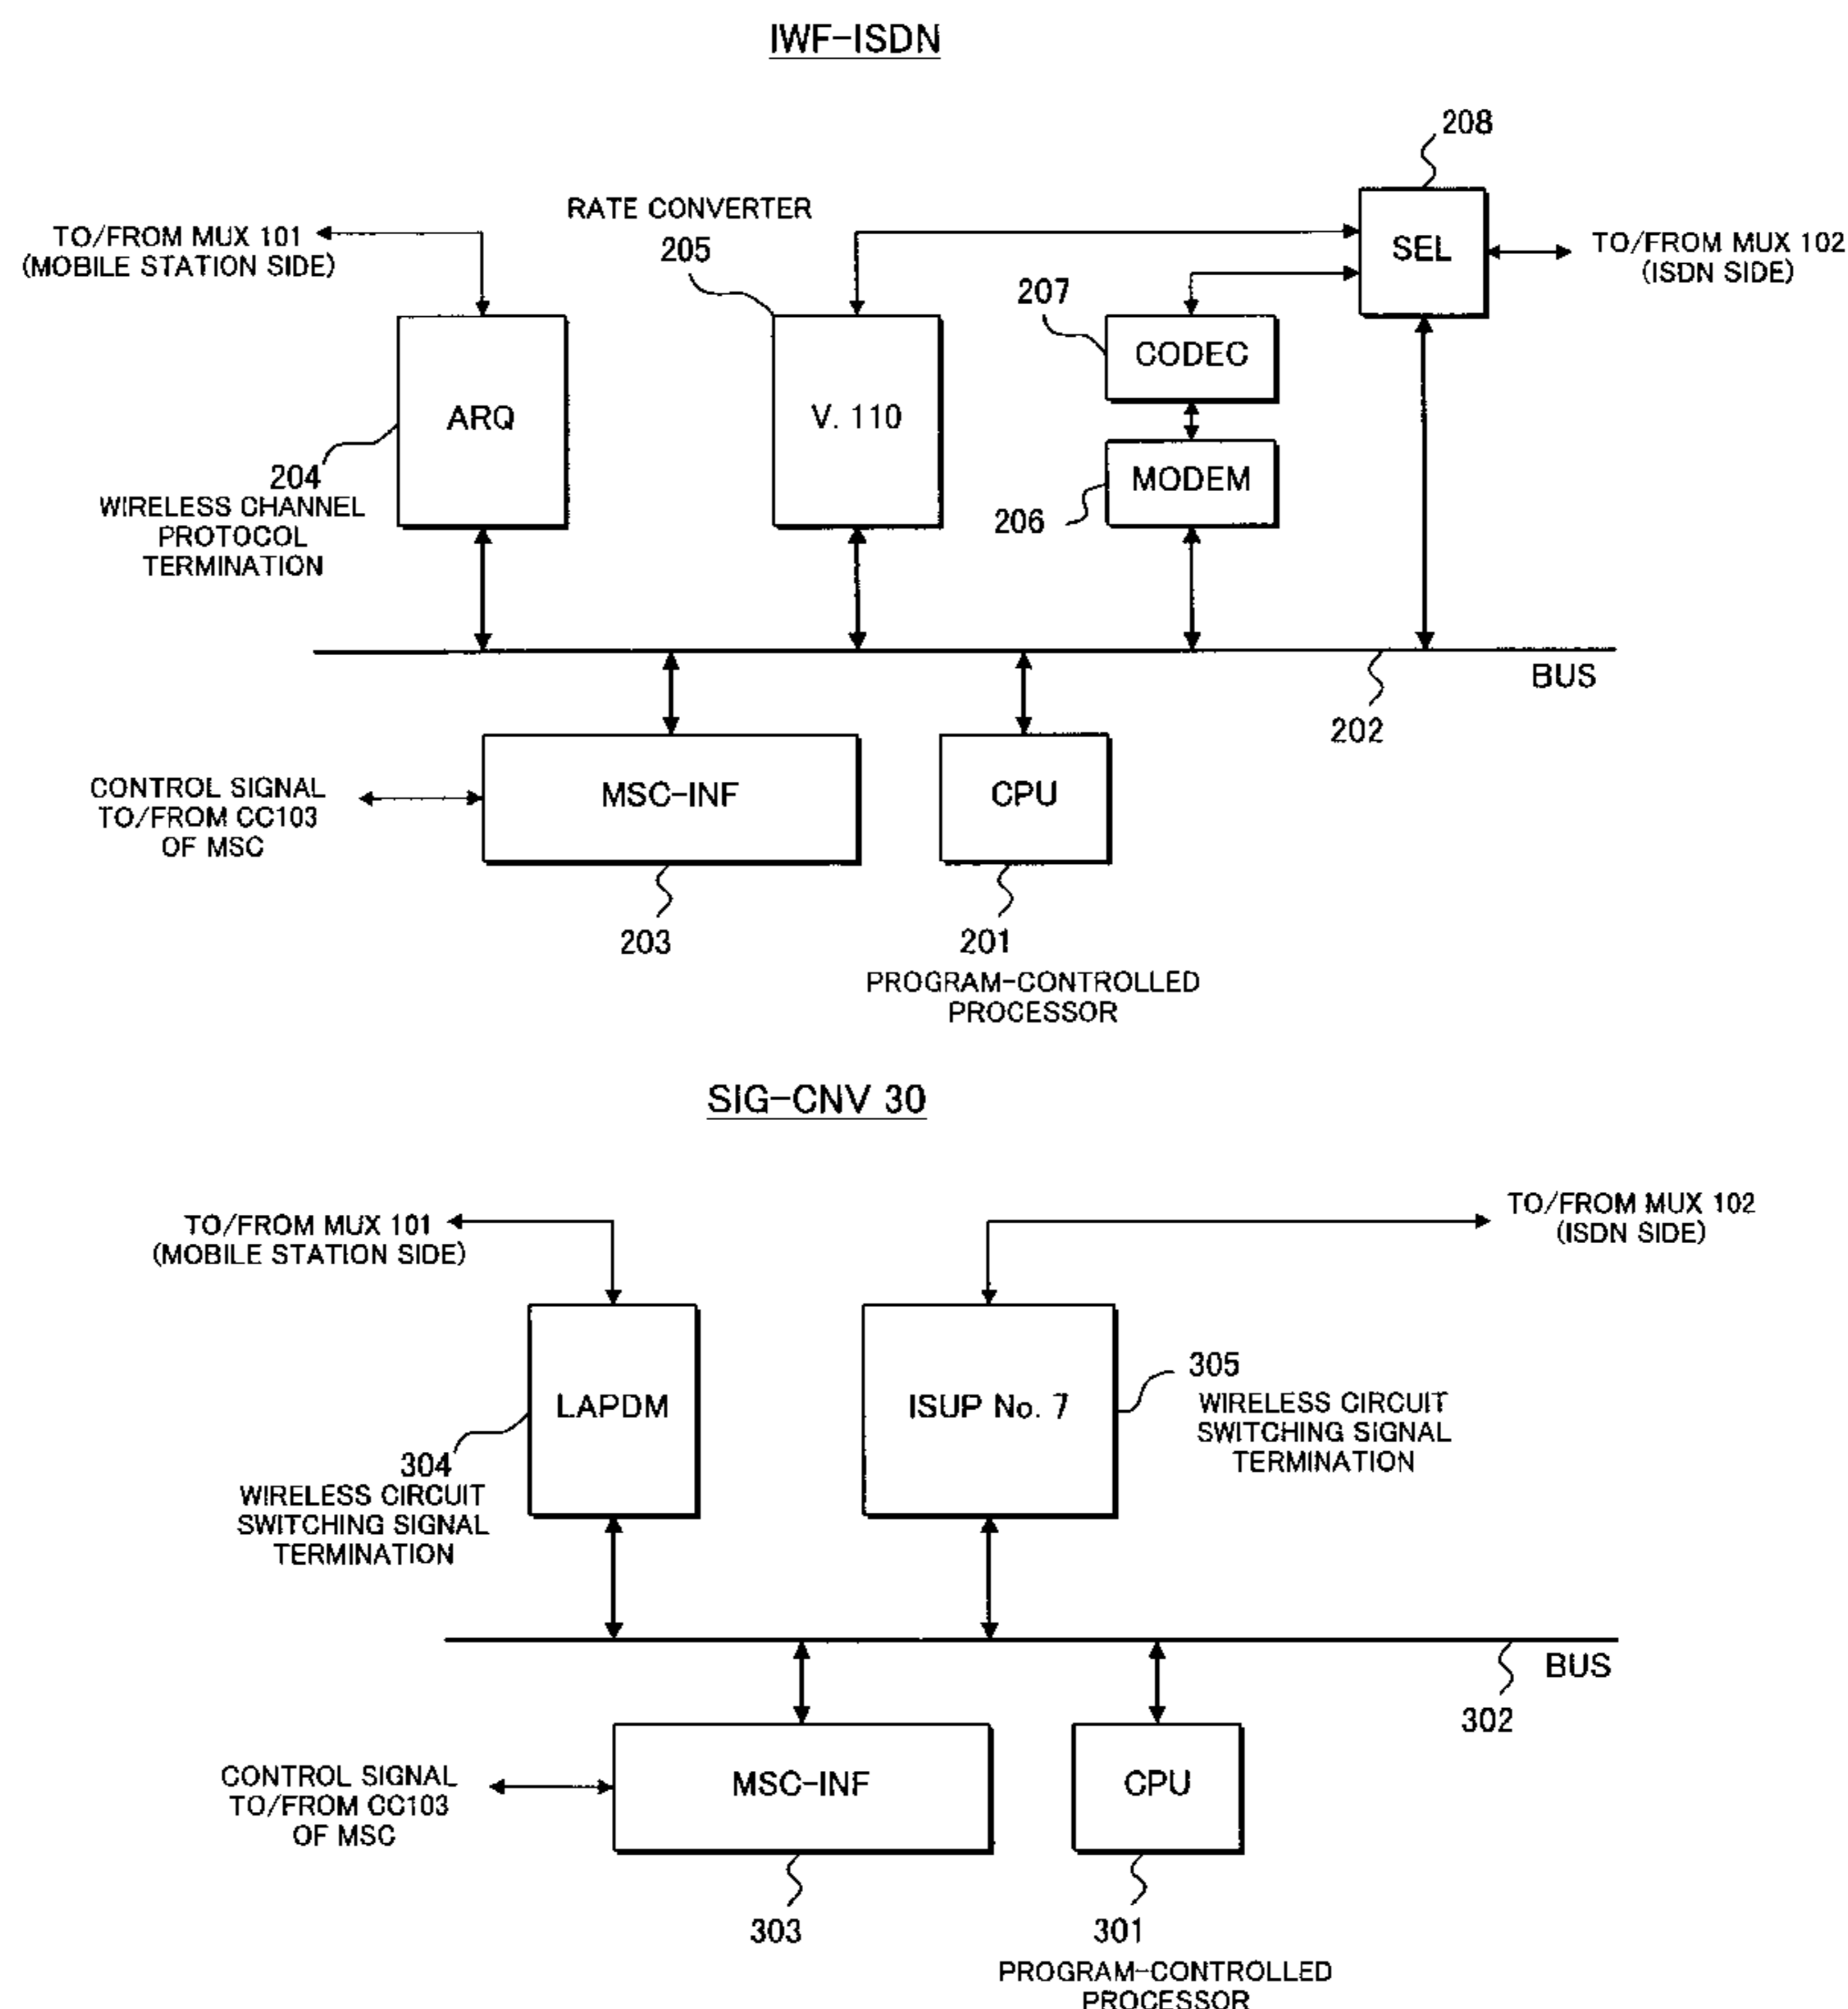 IWF-ISDN
208
RATE CONVERTER
205
TO/FROM MUX 101
(MOBILE STATION SIDE)
SEL
TO/FROM MUX 102
(ISDN SIDE)
207
CODEC
ARQ
V. 110
MODEM
204
WIRELESS CHANNEL
PROTOCOL
TERMINATION
206
BUS
202
CONTROL SIGNAL
TO/FROM CC103
OF MSC
MSC-INF
CPU
203
201
PROGRAM-CONTROLLED
PROCESSOR
SIG-CNV 30
TO/FROM MUX 101
(MOBILE STATION SIDE)
TO/FROM MUX 102
(ISDN SIDE)
LAPDM
ISUP No. 7
305
WIRELESS CIRCUIT
SWITCHING SIGNAL
TERMINATION
304
WIRELESS CIRCUIT
SWITCHING SIGNAL
TERMINATION
BUS
302
CONTROL SIGNAL
TO/FROM CC103
OF MSC
MSC-INF
CPU
303
301
PROGRAM-CONTROLLED
PROCESSOR